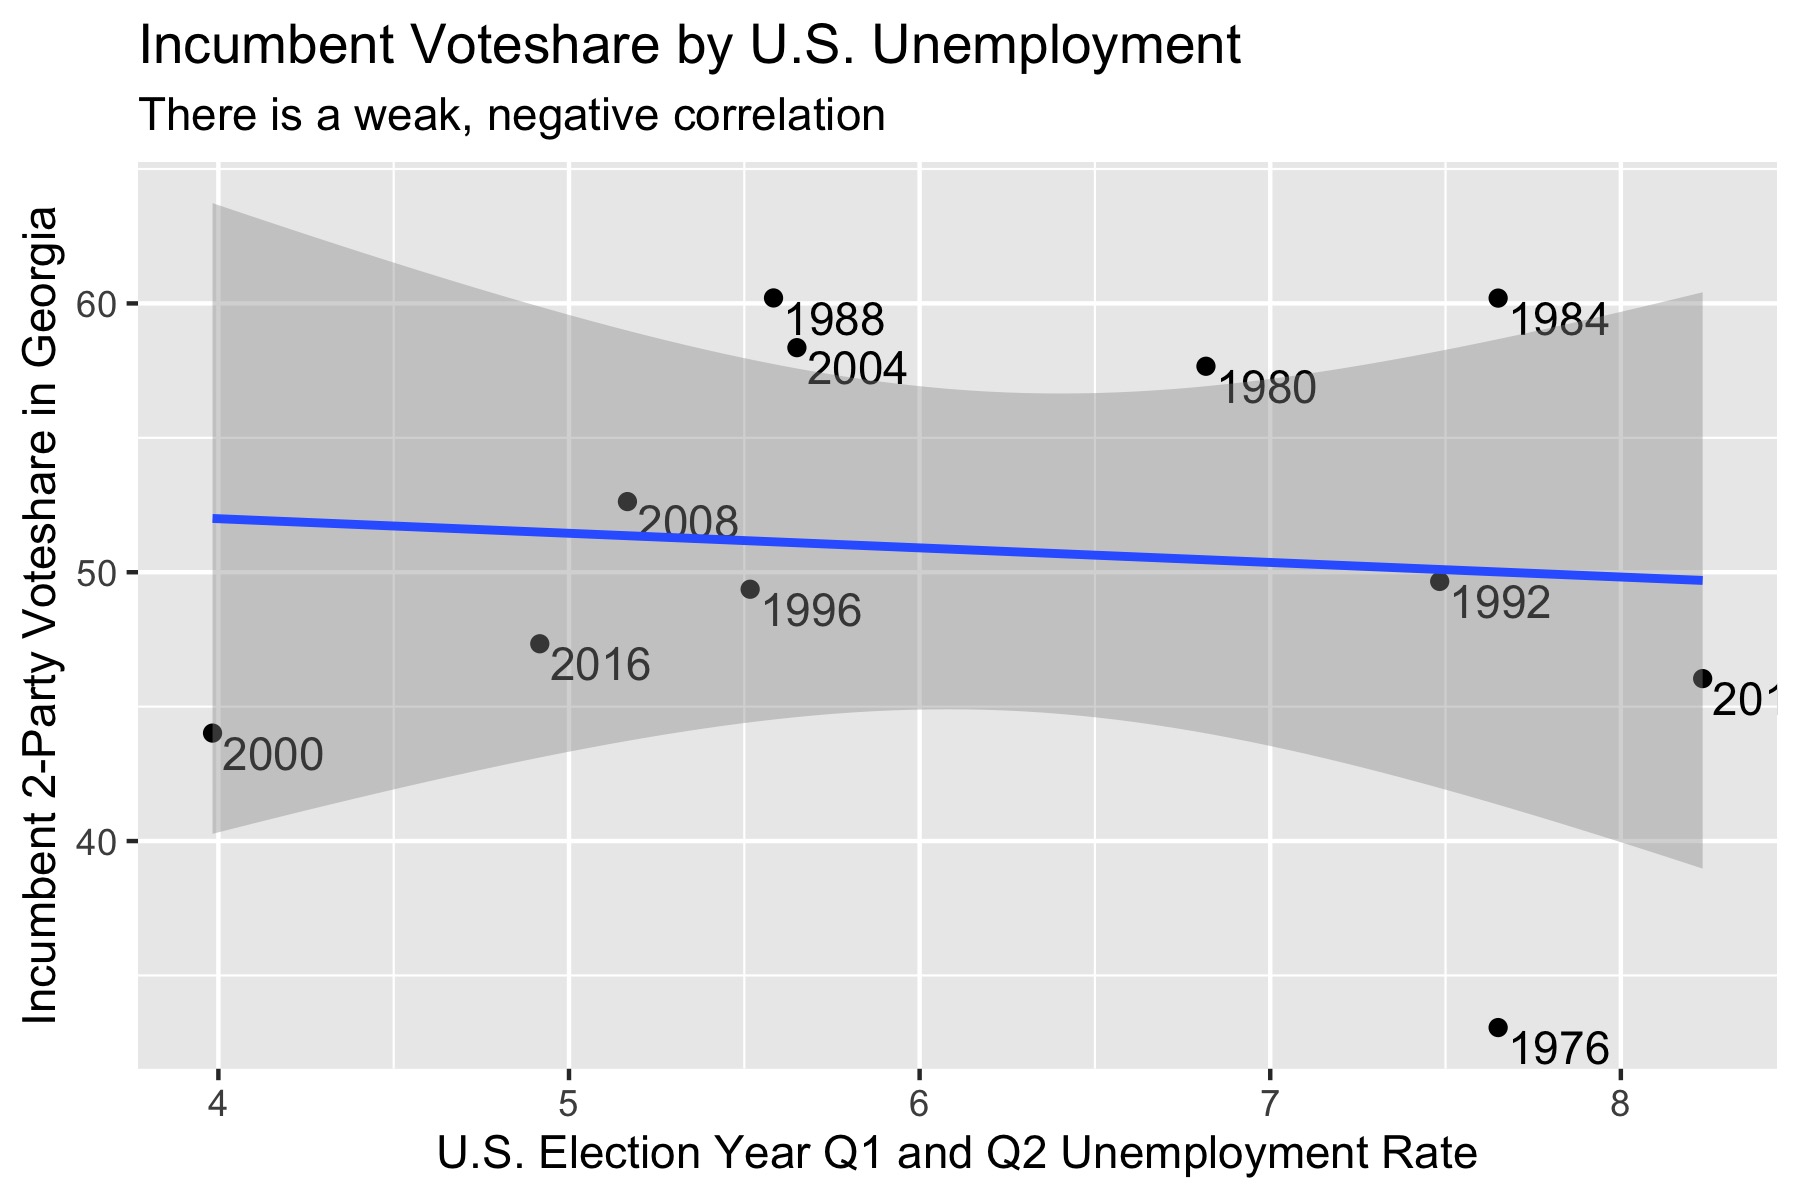 Incumbent Voteshare by U.S. Unemployment
There is a weak, negative correlation
Incumbent 2-Party Voteshare in Georgia
60
50
40
1988
1984
2004
1980
2008
1996
1992
2016
2000
1976
4 5 6 7 8
U.S. Election Year Q1 and Q2 Unemployment Rate